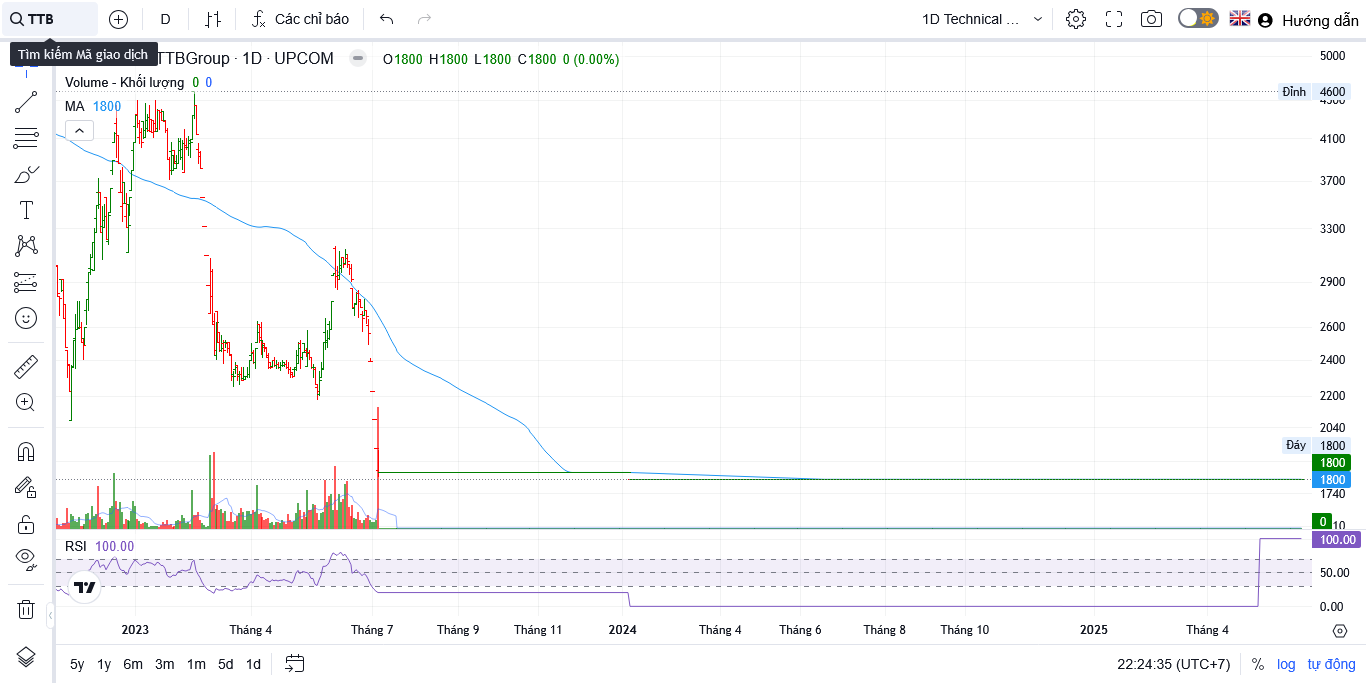 TTB
D
Các chỉ báo
1D Technical ...
Hướng dẫn
Tìm kiếm Mã giao dịch
TTBGroup · 1D · UPCOM
O1800 H1800 L1800 C1800 0 (0.00%)
Volume - Khối lượng 0 0
MA 1800
5000
Đỉnh 4600
4500
4100
3700
3300
2900
2600
2400
2200
2040
Đáy 1800
1800
1800
1740
0
10
RSI 100.00
100.00
50.00
0.00
2023 Tháng 4 Tháng 7 Tháng 9 Tháng 11 2024 Tháng 4 Tháng 6 Tháng 8 Tháng 10 2025 Tháng 4
5y 1y 6m 3m 1m 5d 1d
22:24:35 (UTC+7) % log tự động